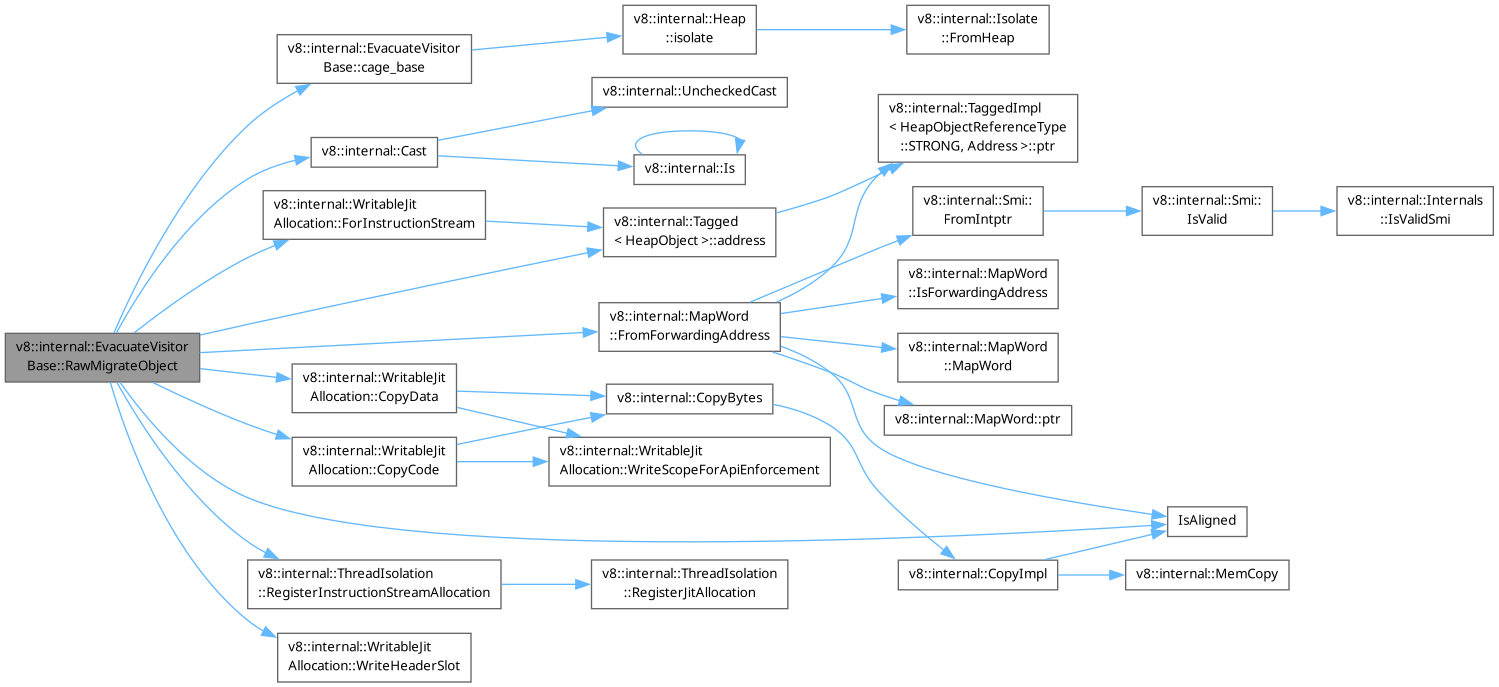 v8::internal::EvacuateVisitor
Base::RawMigrateObject
v8::internal::EvacuateVisitor
Base::cage_base
v8::internal::Heap
::isolate
v8::internal::Isolate
::FromHeap
v8::internal::Cast
v8::internal::UncheckedCast
v8::internal::Is
v8::internal::WritableJit
Allocation::ForInstructionStream
v8::internal::Tagged
< HeapObject >::address
v8::internal::TaggedImpl
< HeapObjectReferenceType
::STRONG, Address >::ptr
v8::internal::MapWord
::FromForwardingAddress
v8::internal::Smi::
FromIntptr
v8::internal::Smi::
IsValid
v8::internal::Internals
::IsValidSmi
v8::internal::MapWord
::IsForwardingAddress
v8::internal::MapWord
::MapWord
v8::internal::MapWord::ptr
v8::internal::WritableJit
Allocation::CopyData
v8::internal::CopyBytes
v8::internal::WritableJit
Allocation::CopyCode
v8::internal::WritableJit
Allocation::WriteScopeForApiEnforcement
IsAligned
v8::internal::CopyImpl
v8::internal::MemCopy
v8::internal::ThreadIsolation
::RegisterInstructionStreamAllocation
v8::internal::ThreadIsolation
::RegisterJitAllocation
v8::internal::WritableJit
Allocation::WriteHeaderSlot